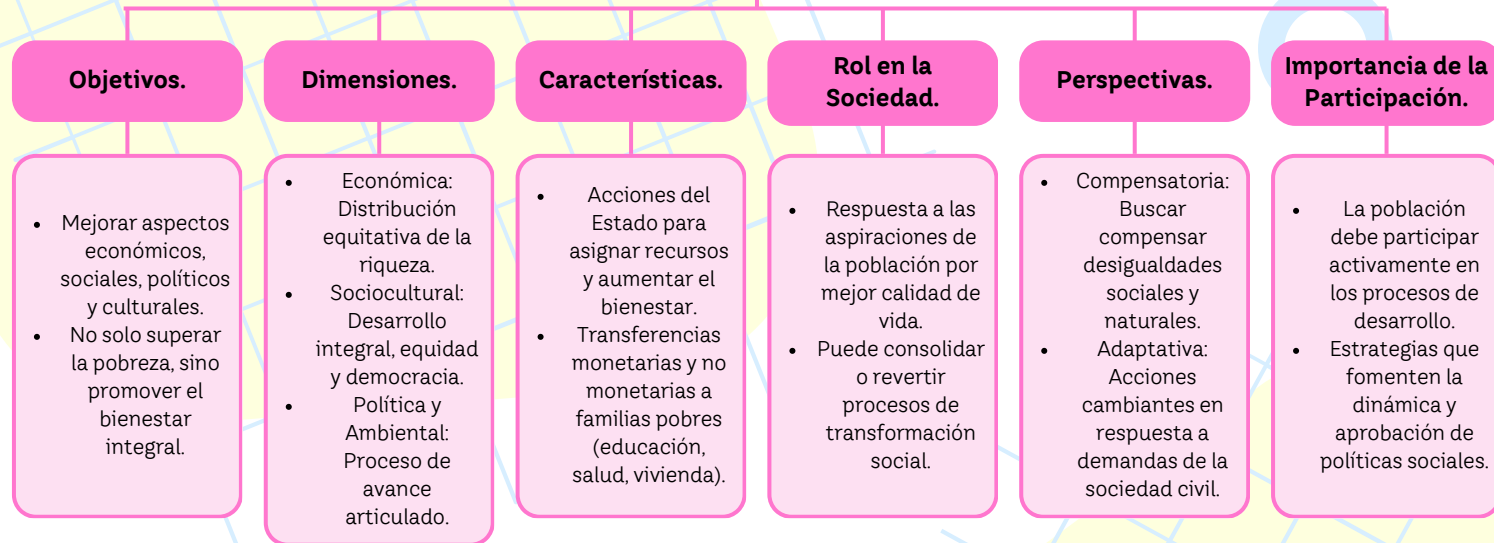 Objetivos.
• Mejorar aspectos
económicos,
sociales, políticos
y culturales.
• No solo superar
la pobreza, sino
promover el
bienestar
integral.
Dimensiones.
• Económica:
Distribución
equitativa de la
riqueza.
• Sociocultural:
Desarrollo
integral, equidad
y democracia.
• Política y
Ambiental:
Proceso de
avance
articulado.
Características.
• Acciones del
Estado para
asignar recursos
y aumentar el
bienestar.
• Transferencias
monetarias y no
monetarias a
familias pobres
(educación,
salud, vivienda).
Rol en la
Sociedad.
• Respuesta a las
aspiraciones de
la población por
mejor calidad de
vida.
• Puede consolidar
o revertir
procesos de
transformación
social.
Perspectivas.
• Compensatoria:
Buscar
compensar
desigualdades
sociales y
naturales.
• Adaptativa:
Acciones
cambiantes en
respuesta a
demandas de la
sociedad civil.
Importancia de la
Participación.
• La población
debe participar
activamente en
los procesos de
desarrollo.
• Estrategias que
fomenten la
dinámica y
aprobación de
políticas sociales.